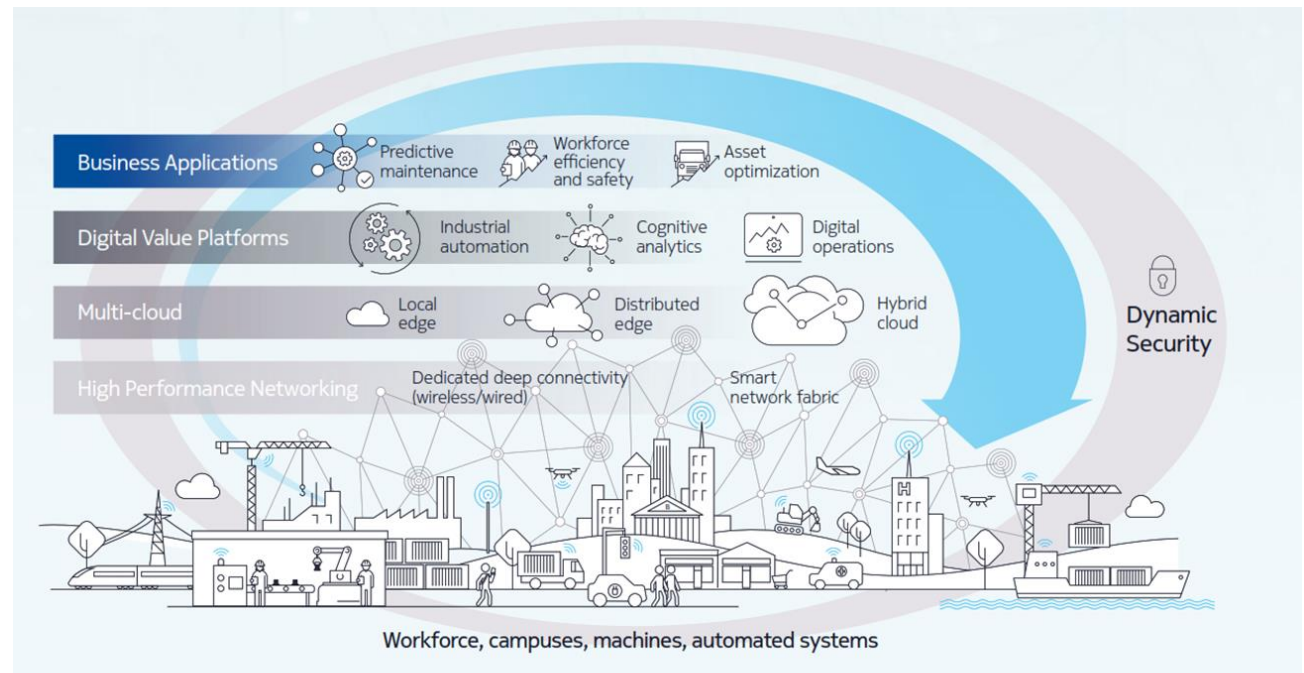 Business Applications
Predictive
maintenance
Workforce
efficiency
and safety
Asset
optimization
Digital Value Platforms
Industrial
automation
Cognitive
analytics
Digital
operations
Multi-cloud
Local
edge
Distributed
edge
Hybrid
cloud
Dynamic
Security
High Performance Networking
Dedicated deep connectivity
(wireless/wired)
Smart
network fabric
H
Workforce, campuses, machines, automated systems